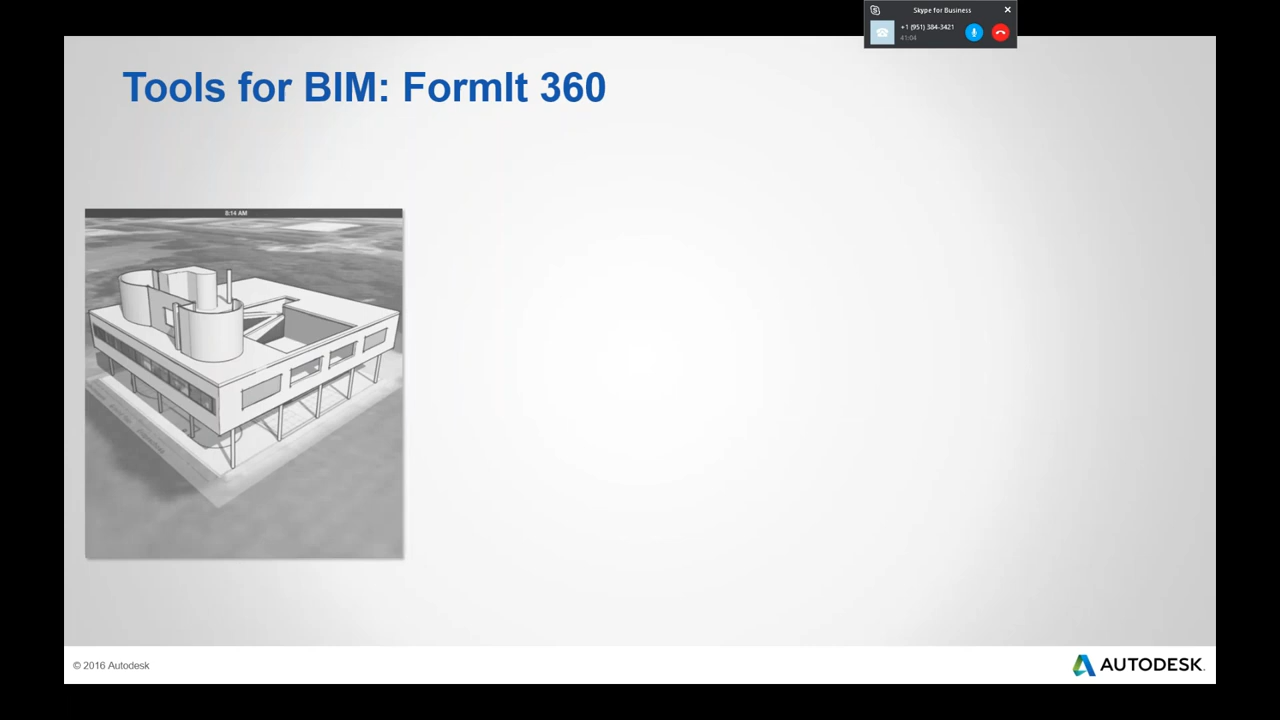 Skype for Business
+1 (951) 384-3421
41:04
Tools for BIM: FormIt 360
8:14 AM
© 2016 Autodesk
AUTODESK.